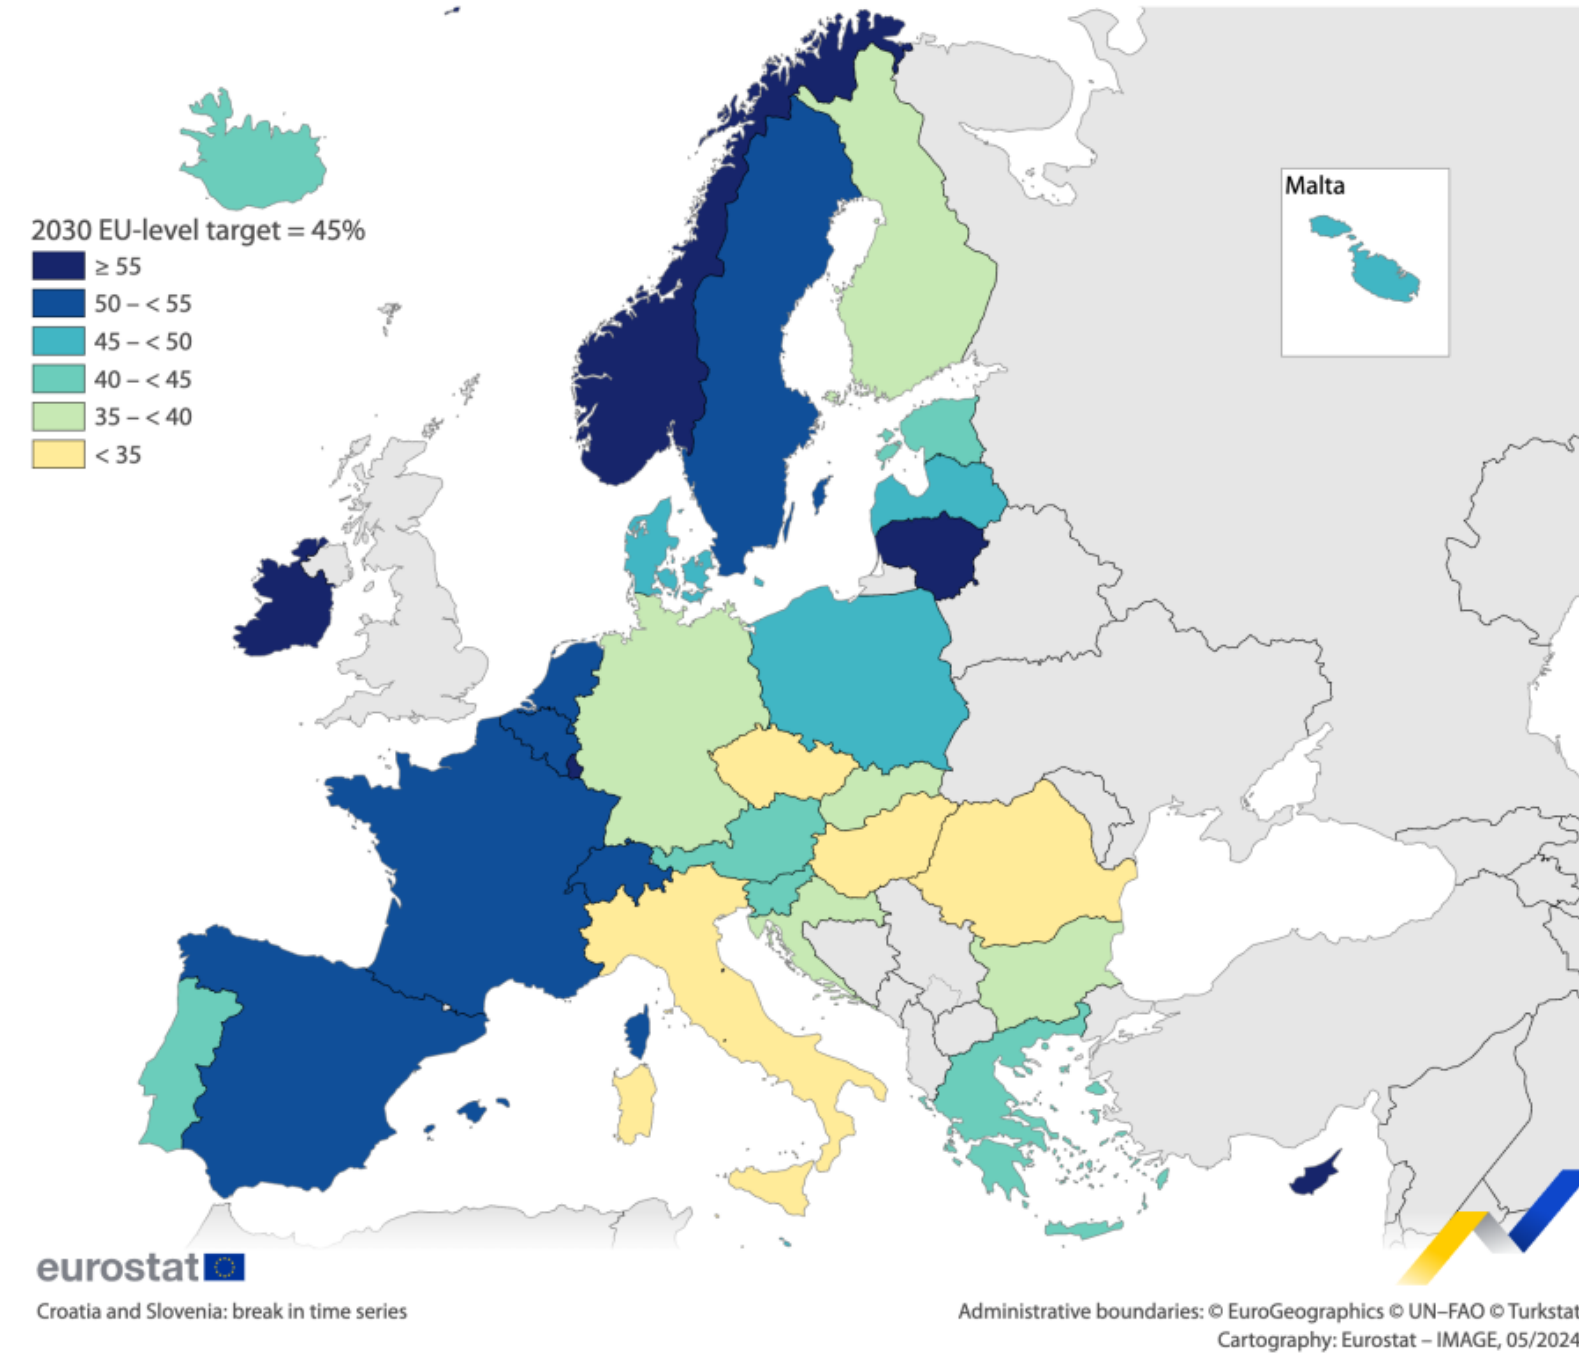 Malta
2030 EU-level target = 45%
≥ 55
50 – < 55
45 – < 50
40 – < 45
35 – < 40
< 35
eurostat
Croatia and Slovenia: break in time series
Administrative boundaries: © EuroGeographics © UN–FAO © Turkstat
Cartography: Eurostat – IMAGE, 05/2024